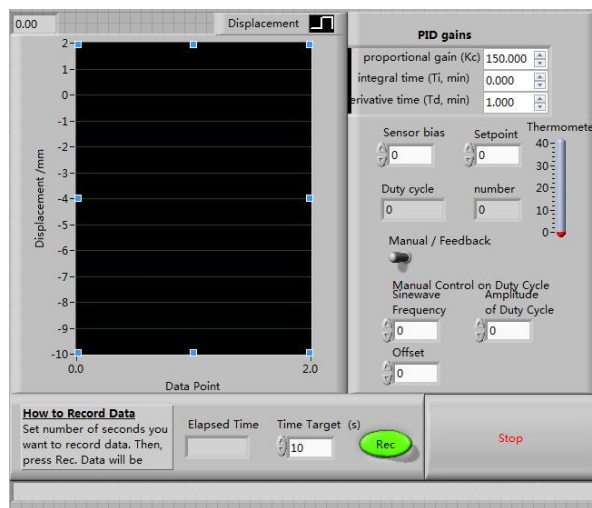 0.00
Displacement
2
1
0
-1
-2
-3
-4
-5
-6
-7
-8
-9
-10
Displacement /mm
0.0
2.0
Data Point
PID gains
proportional gain (Kc) 150.000
integral time (Ti, min) 0.000
erivative time (Td, min) 1.000
Sensor bias
0
Setpoint
0
Thermomete
40
30
20
10
0
Duty cycle
0
number
0
Manual / Feedback
Manual Control on Duty Cycle
Sinewave
Frequency
0
Amplitude
of Duty Cycle
0
Offset
0
How to Record Data
Set number of seconds you
want to record data. Then,
press Rec. Data will be
Elapsed Time
Time Target (s)
10
Rec
Stop